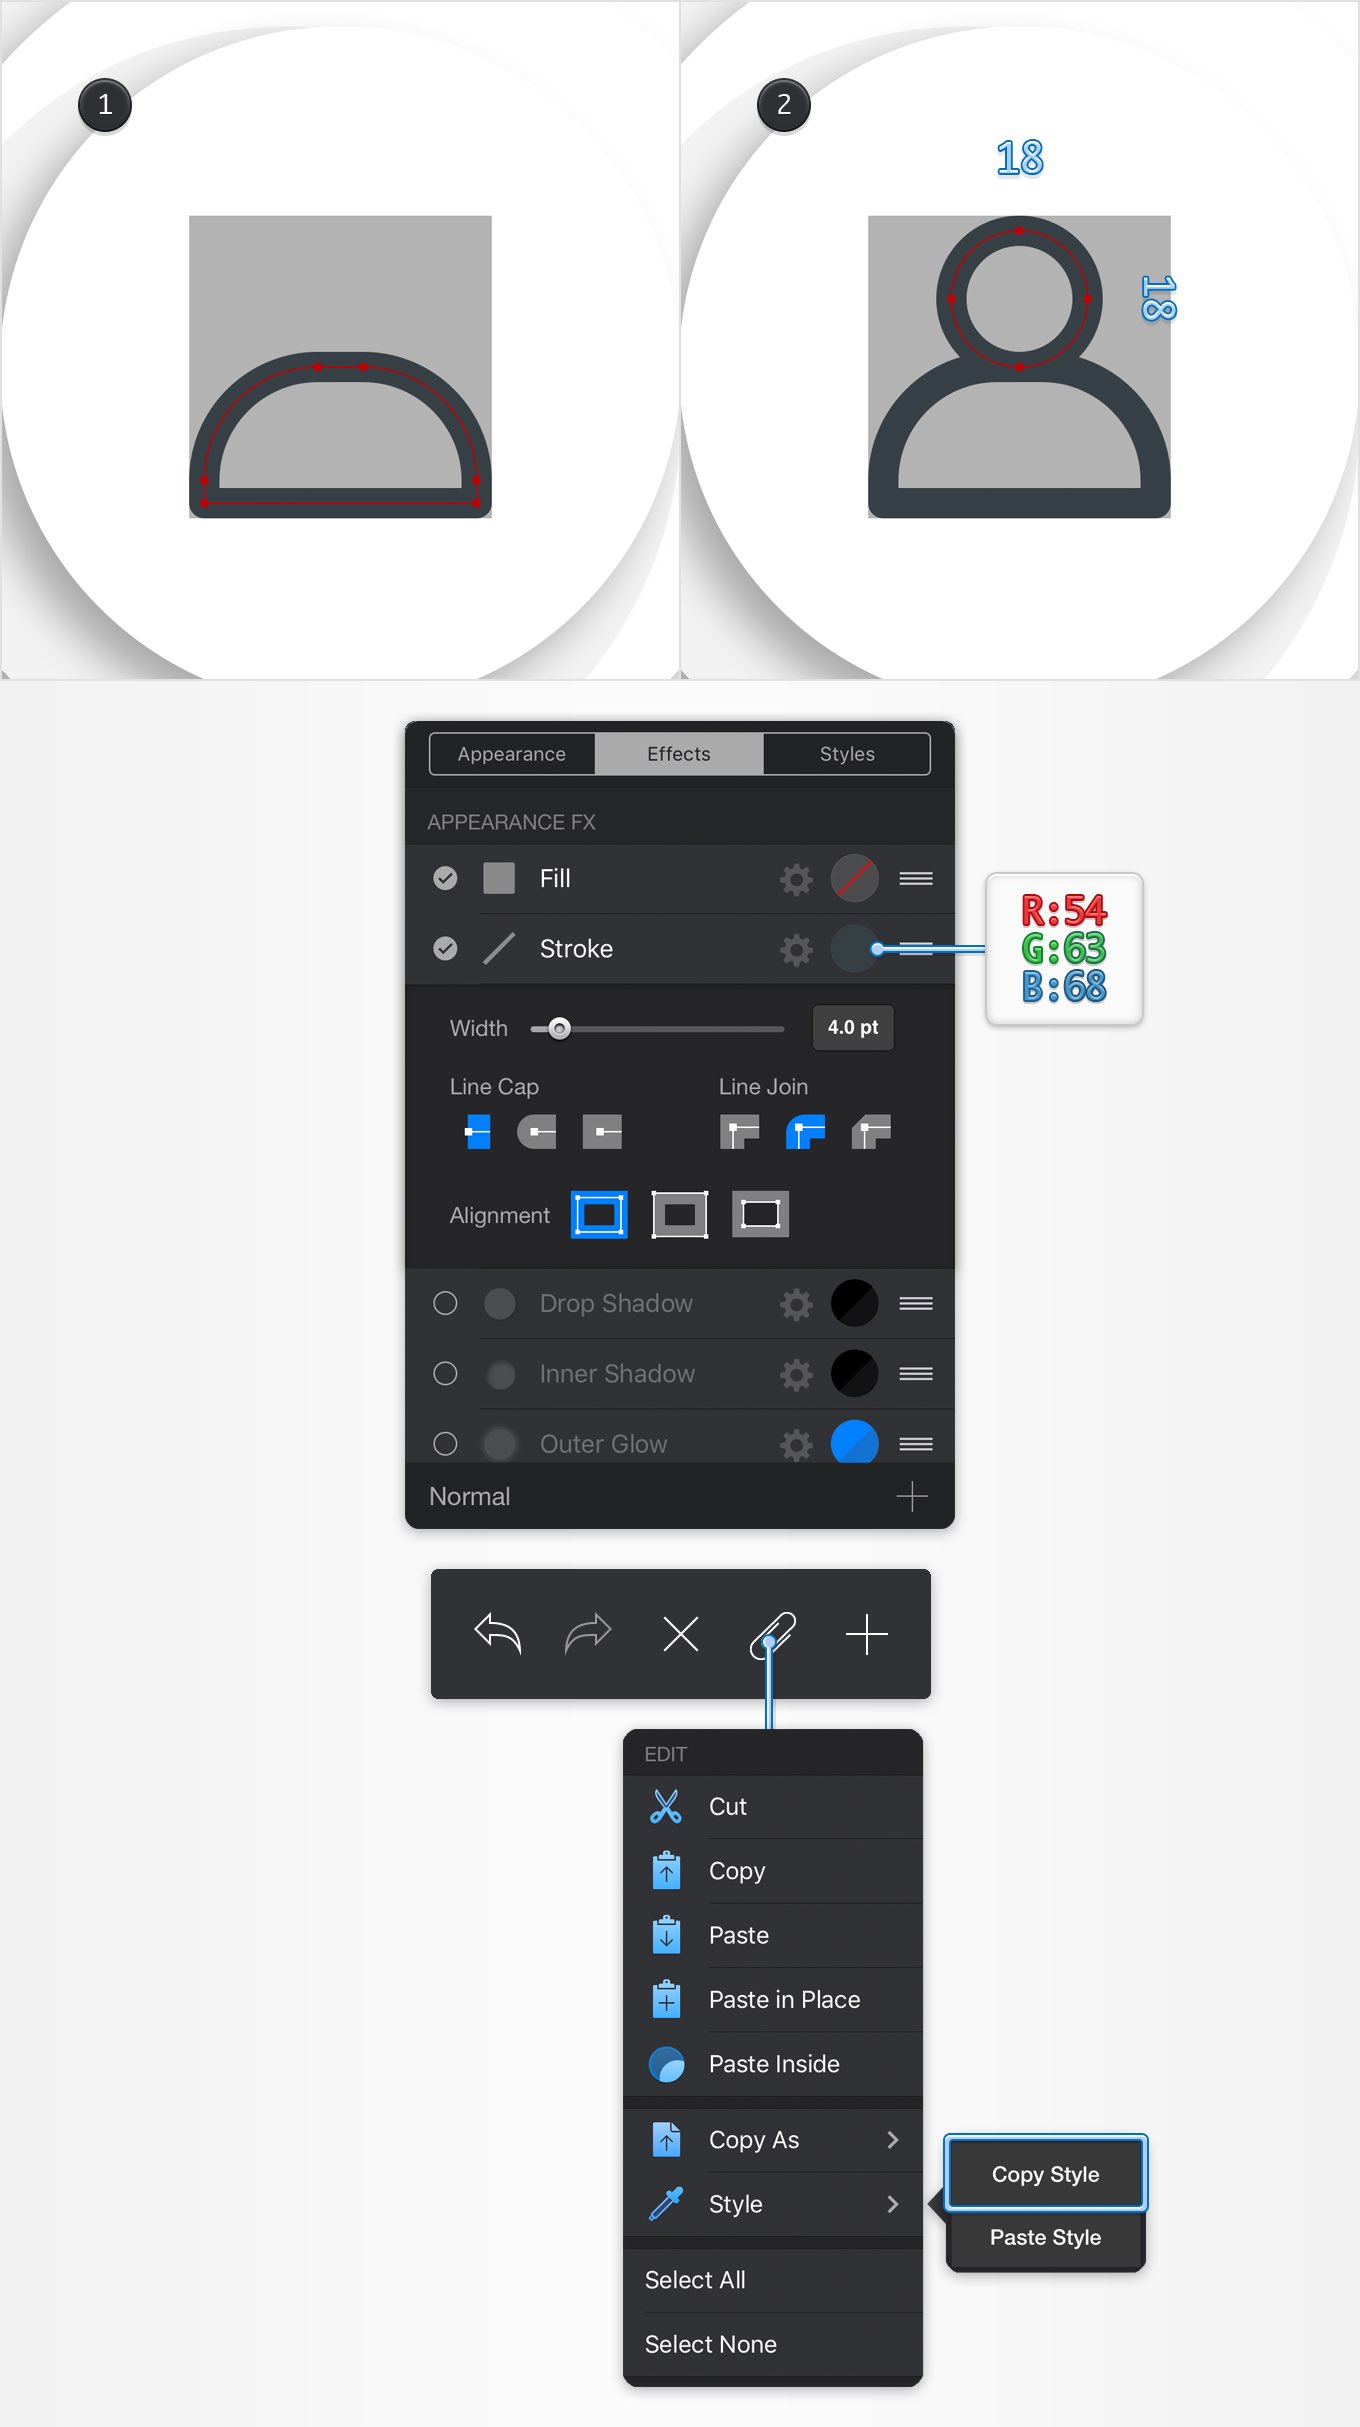 1
2
18
18
Appearance
Effects
Styles
APPEARANCE FX
Fill
Stroke
R:54
G:63
B:68
Width
4.0 pt
Line Cap
Line Join
Alignment
Drop Shadow
Inner Shadow
Outer Glow
Normal
EDIT
Cut
Copy
Paste
Paste in Place
Paste Inside
Copy As
Style
Copy Style
Paste Style
Select All
Select None